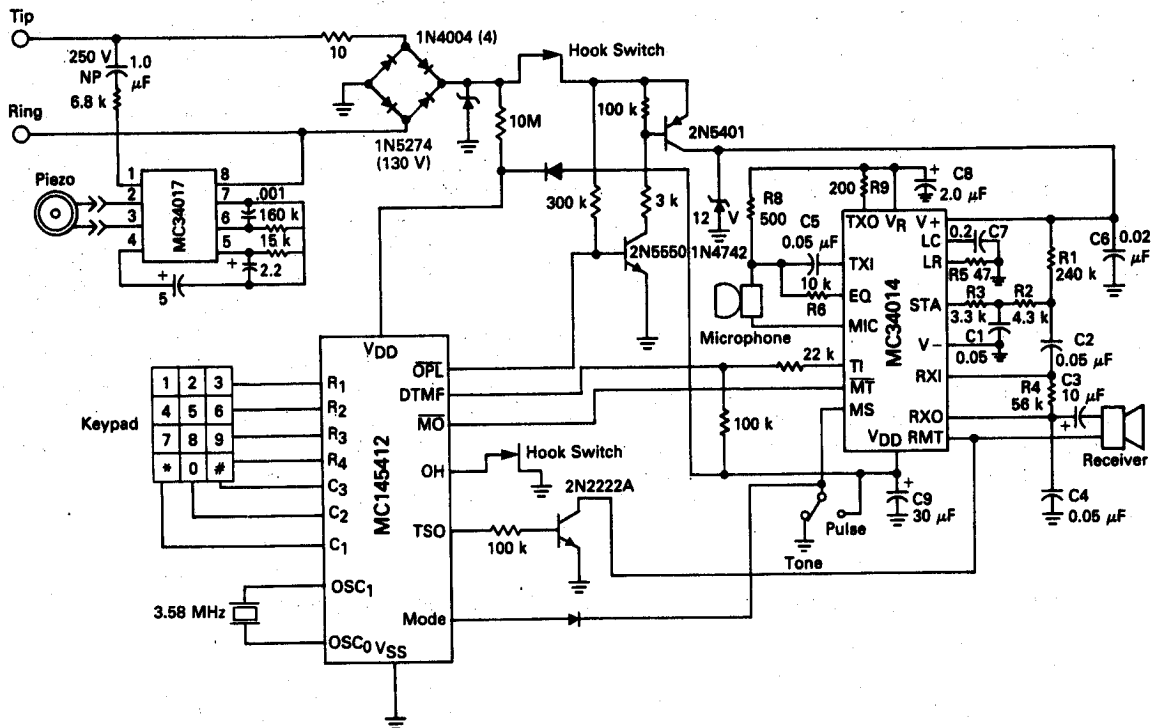 Tip
250 V
NP
1.0
µF
6.8 k
10
1N4004 (4)
Hook Switch
Ring
1N5274
(130 V)
10M
100 k
2N5401
Piezo
1
2
3
4
MC34017
8
7
6
5
.001
160 k
15 k
2.2
+
5
+
300 k
3 k
2N5550
12 V
1N4742
R8
500
200
R9
+
C8
2.0 µF
C5
0.05 µF
10 k
R6
Microphone
TXO
VR
V+
LC
LR
TXI
EQ
STA
MIC
V−
TI
RXI
MT
MS
RXO
VDD
RMT
MC34014
0.2
C7
R5 47
R1
240 k
C6
0.02
µF
R3
3.3 k
R2
4.3 k
C1
0.05
C2
0.05 µF
R4
56 k
C3
10 µF
+
Receiver
C4
0.05 µF
+
C9
30 µF
22 k
100 k
Pulse
Tone
Keypad
1 2 3
4 5 6
7 8 9
* 0 #
VDD
R1
R2
R3
R4
C3
C2
C1
OSC1
OSC0
VSS
MC145412
OPL
DTMF
MO
OH
TSO
Mode
Hook Switch
2N2222A
100 k
3.58 MHz